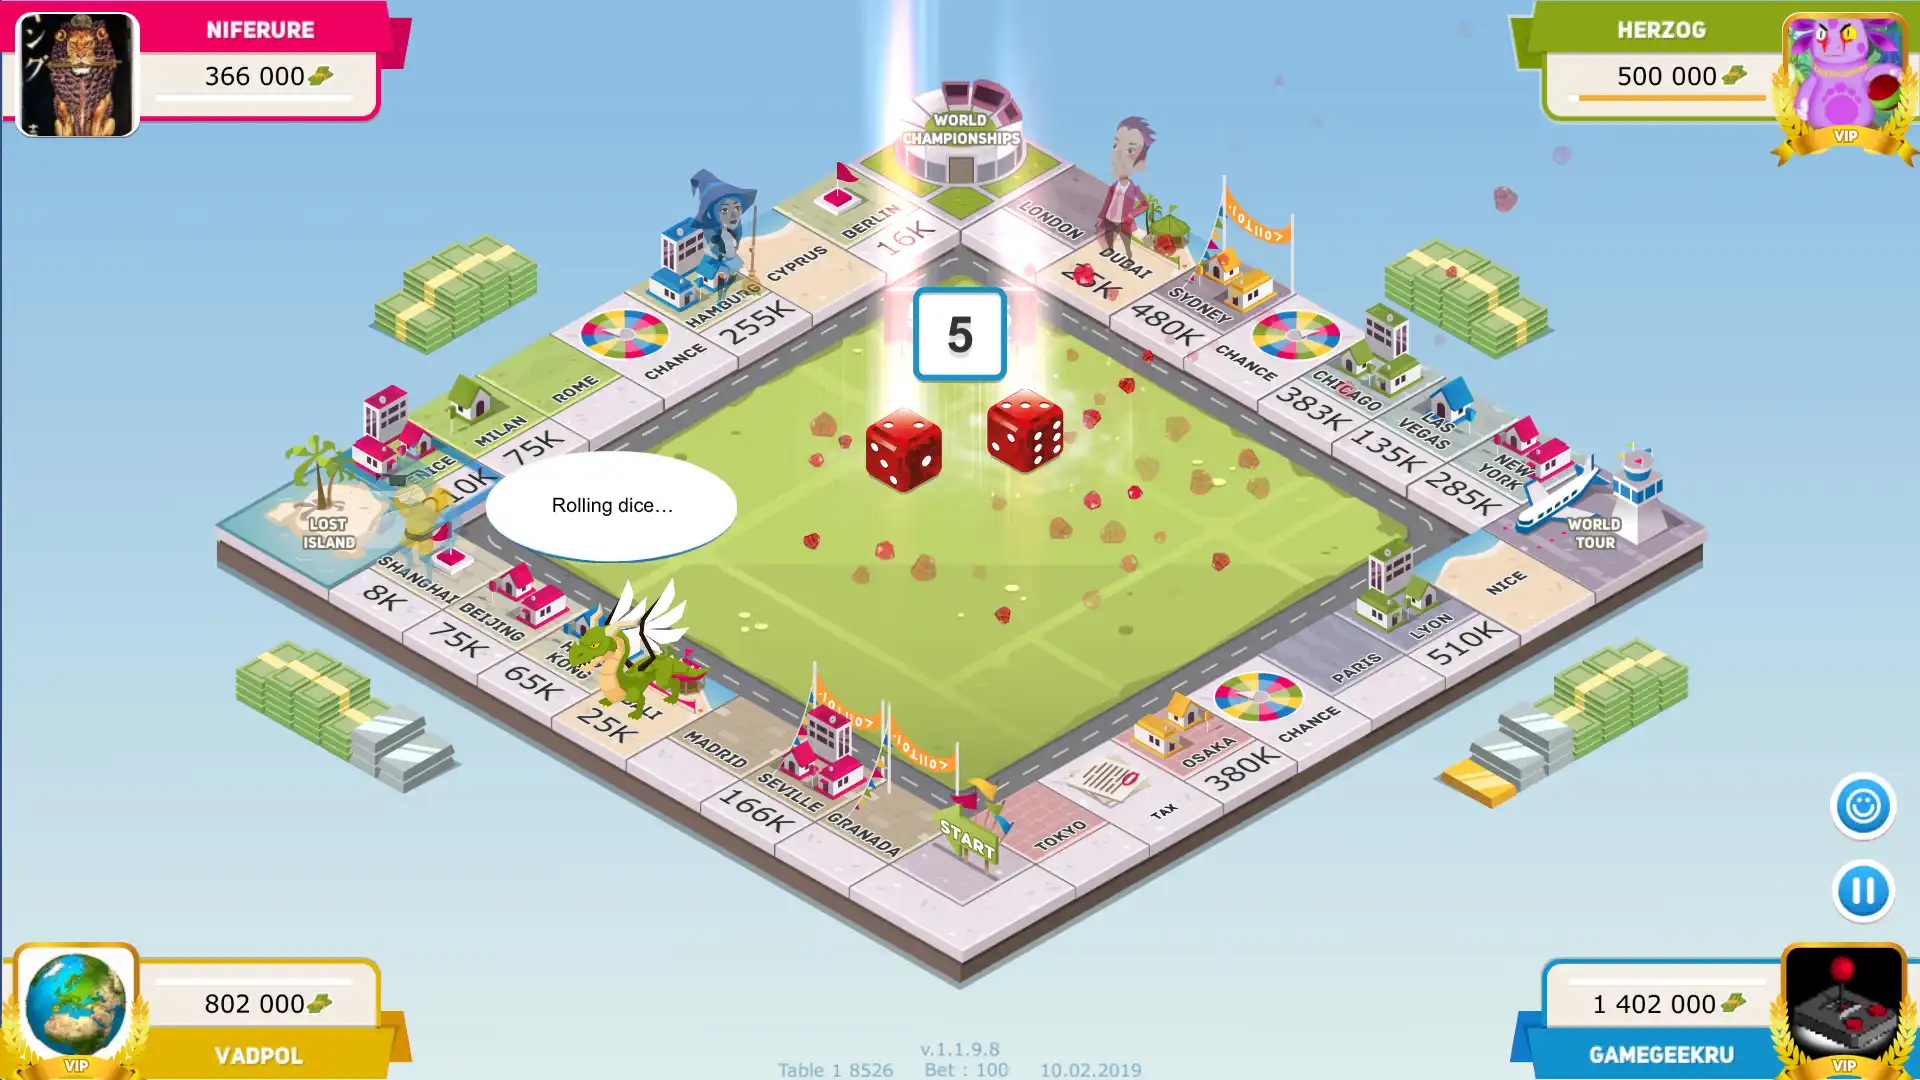 NIFERURE
366 000
HERZOG
500 000
VIP
WORLD
CHAMPIONSHIPS
LONDON
BERLIN
16K
CYPRUS
DUBAI
25K
HAMBURG
255K
SYDNEY
480K
CHANCE
CHANCE
5
ROME
CHICAGO
383K
MILAN
75K
LAS
VEGAS
135K
NEW
YORK
285K
10K
LOST
ISLAND
Rolling dice...
WORLD
TOUR
SHANGHAI
8K
NICE
BEIJING
75K
LYON
510K
KONG
65K
PARIS
25K
MADRID
CHANCE
OSAKA
380K
SEVILLE
166K
TAX
GRANADA
START
TOKYO
802 000
VADPOL
VIP
1 402 000
GAMEGEEKRU
VIP
v.1.1.9.8
Table 1 8526 Bet : 100 10.02.2019